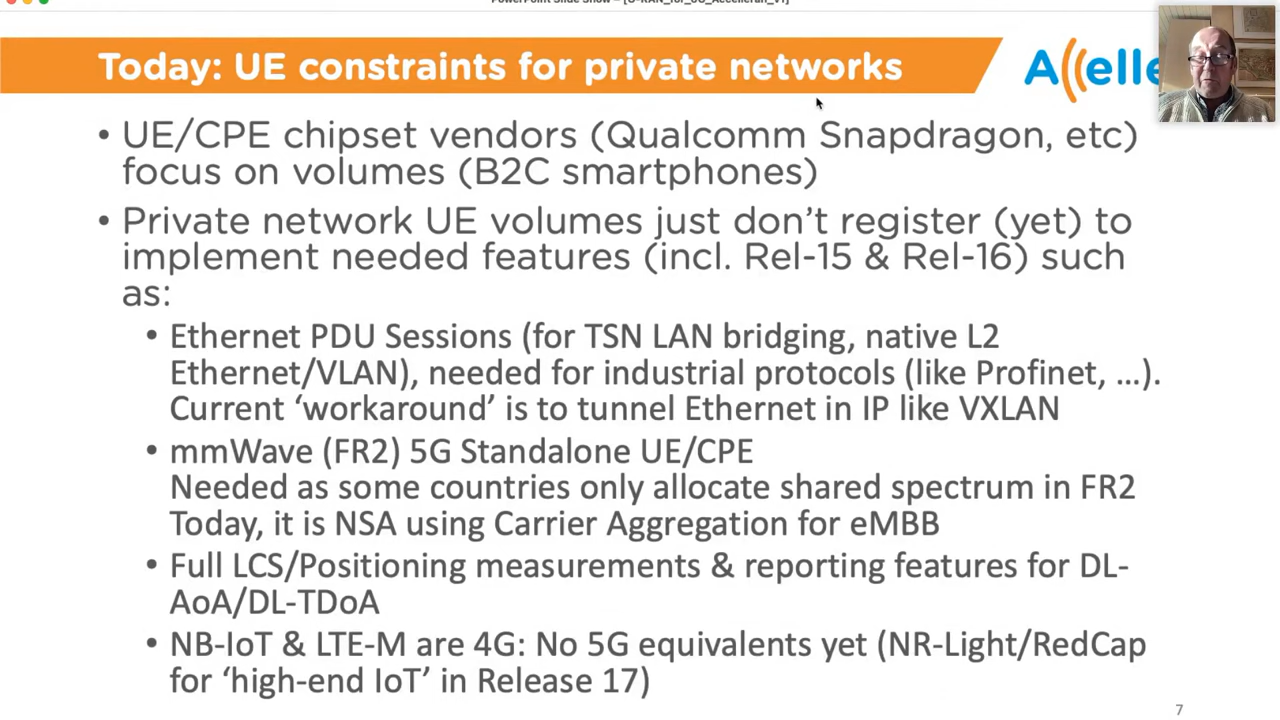 Today: UE constraints for private networks
• UE/CPE chipset vendors (Qualcomm Snapdragon, etc)
focus on volumes (B2C smartphones)
• Private network UE volumes just don’t register (yet) to
implement needed features (incl. Rel-15 & Rel-16) such
as:
• Ethernet PDU Sessions (for TSN LAN bridging, native L2
Ethernet/VLAN), needed for industrial protocols (like Profinet, …).
Current ‘workaround’ is to tunnel Ethernet in IP like VXLAN
• mmWave (FR2) 5G Standalone UE/CPE
Needed as some countries only allocate shared spectrum in FR2
Today, it is NSA using Carrier Aggregation for eMBB
• Full LCS/Positioning measurements & reporting features for DL-
AoA/DL-TDoA
• NB-IoT & LTE-M are 4G: No 5G equivalents yet (NR-Light/RedCap
for ‘high-end IoT’ in Release 17)
7